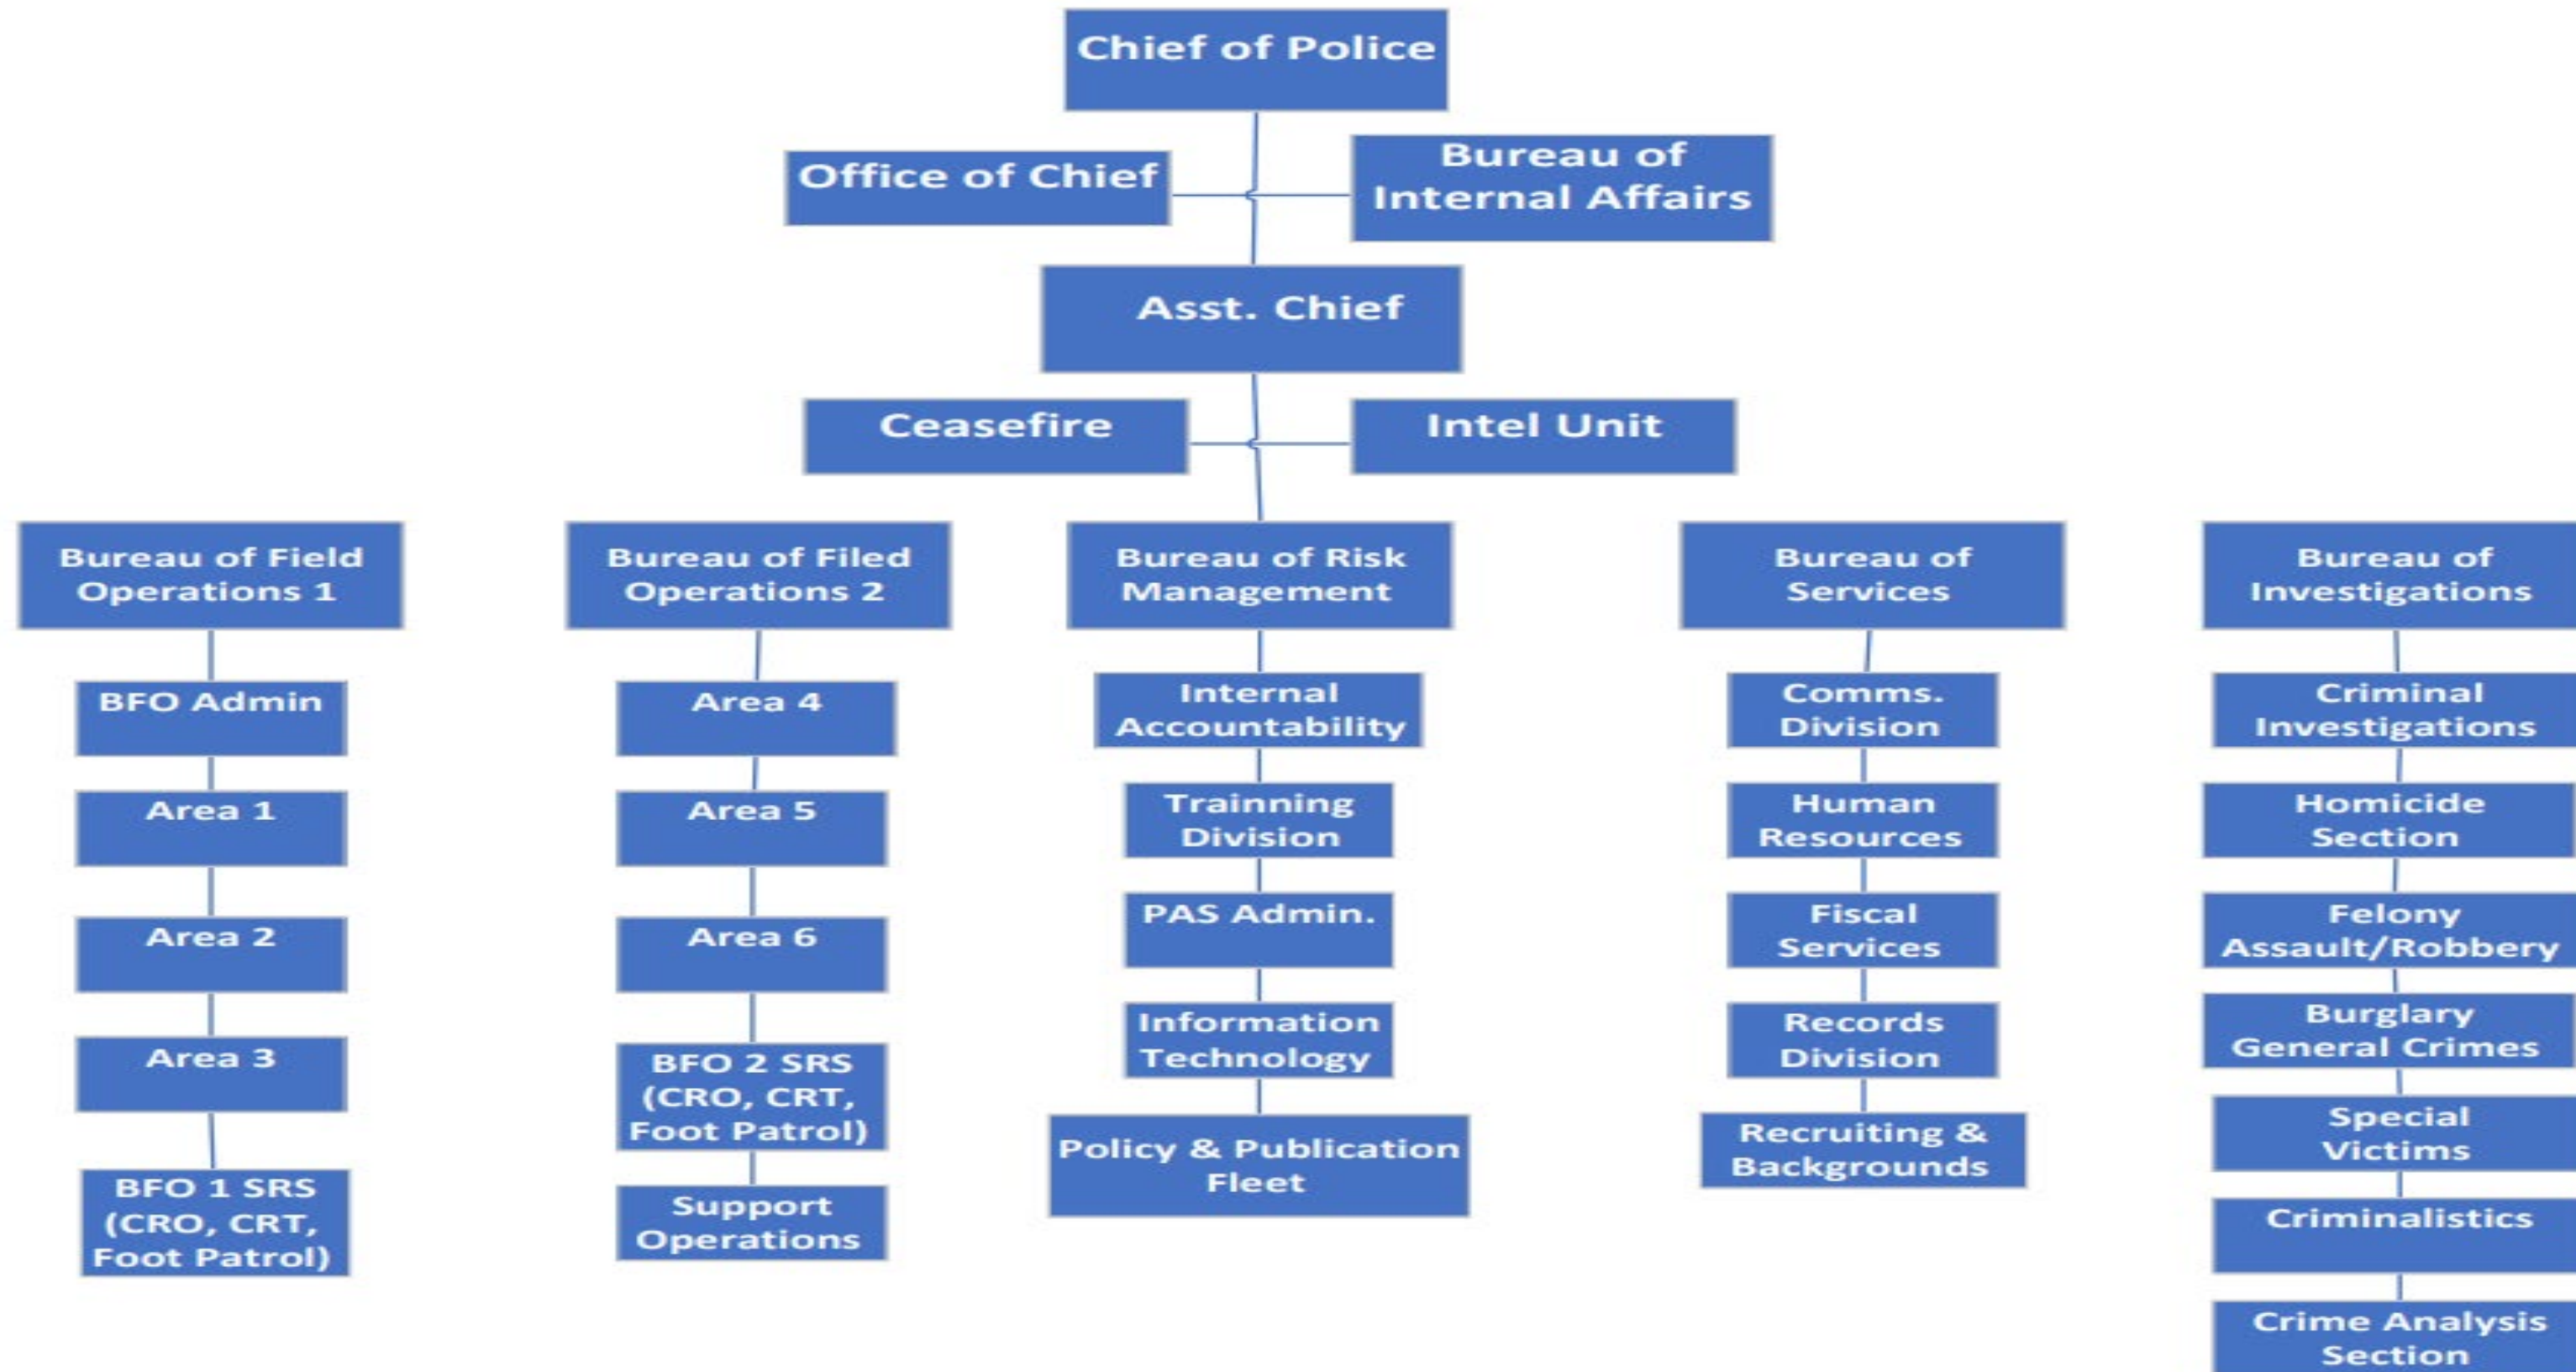 Chief of Police
Office of Chief
Bureau of
Internal Affairs
Asst. Chief
Ceasefire
Intel Unit
Bureau of Field
Operations 1
BFO Admin
Area 1
Area 2
Area 3
BFO 1 SRS
(CRO, CRT,
Foot Patrol)
Bureau of Filed
Operations 2
Area 4
Area 5
Area 6
BFO 2 SRS
(CRO, CRT,
Foot Patrol)
Support
Operations
Bureau of Risk
Management
Internal
Accountability
Trainning
Division
PAS Admin.
Information
Technology
Policy & Publication
Fleet
Bureau of
Services
Comms.
Division
Human
Resources
Fiscal
Services
Records
Division
Recruiting &
Backgrounds
Bureau of
Investigations
Criminal
Investigations
Homicide
Section
Felony
Assault/Robbery
Burglary
General Crimes
Special
Victims
Criminalistics
Crime Analysis
Section